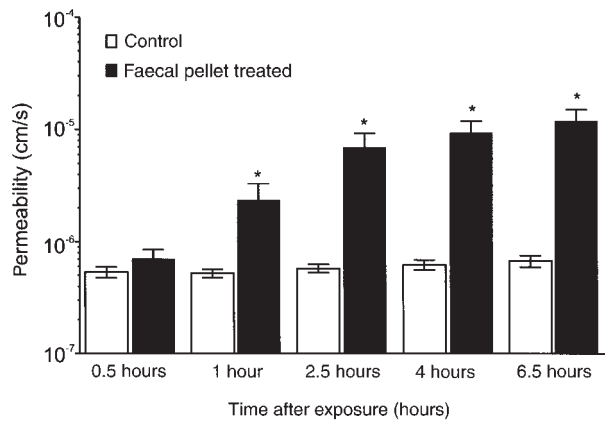 10-4
Control
Faecal pellet treated
10-5
10-6
10-7
Permeability (cm/s)
* * * *
0.5 hours 1 hour 2.5 hours 4 hours 6.5 hours
Time after exposure (hours)